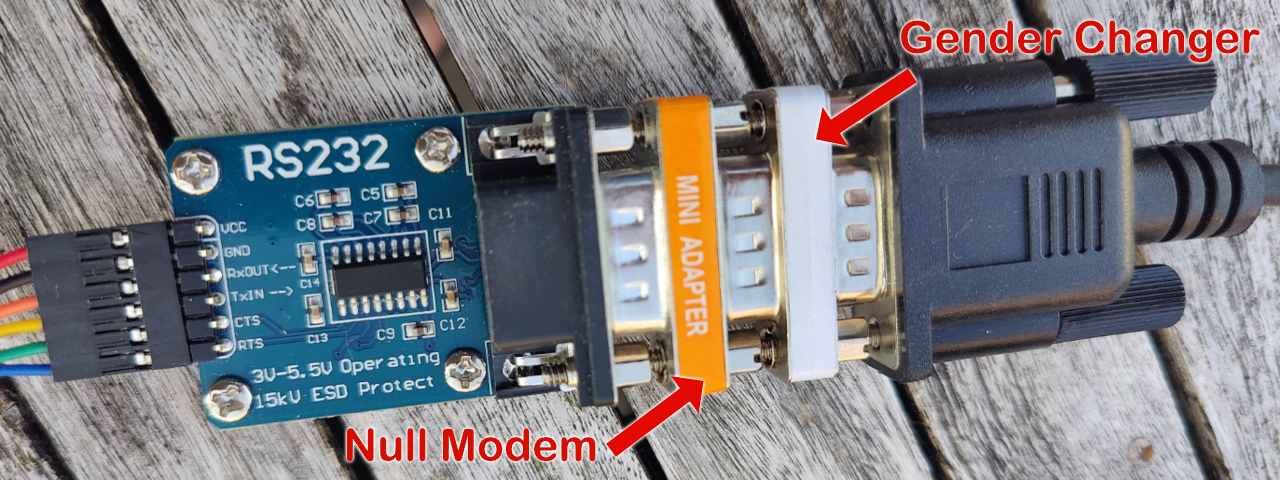 Gender Changer
RS232
C6
C5
C8
C7
C11
VCC
GND
RxOUT<--
C14
TxIN -->
CTS
RTS
C13
C9
C12
3V-5.5V Operating
15kV ESD Protect
MINI ADAPTER
Null Modem